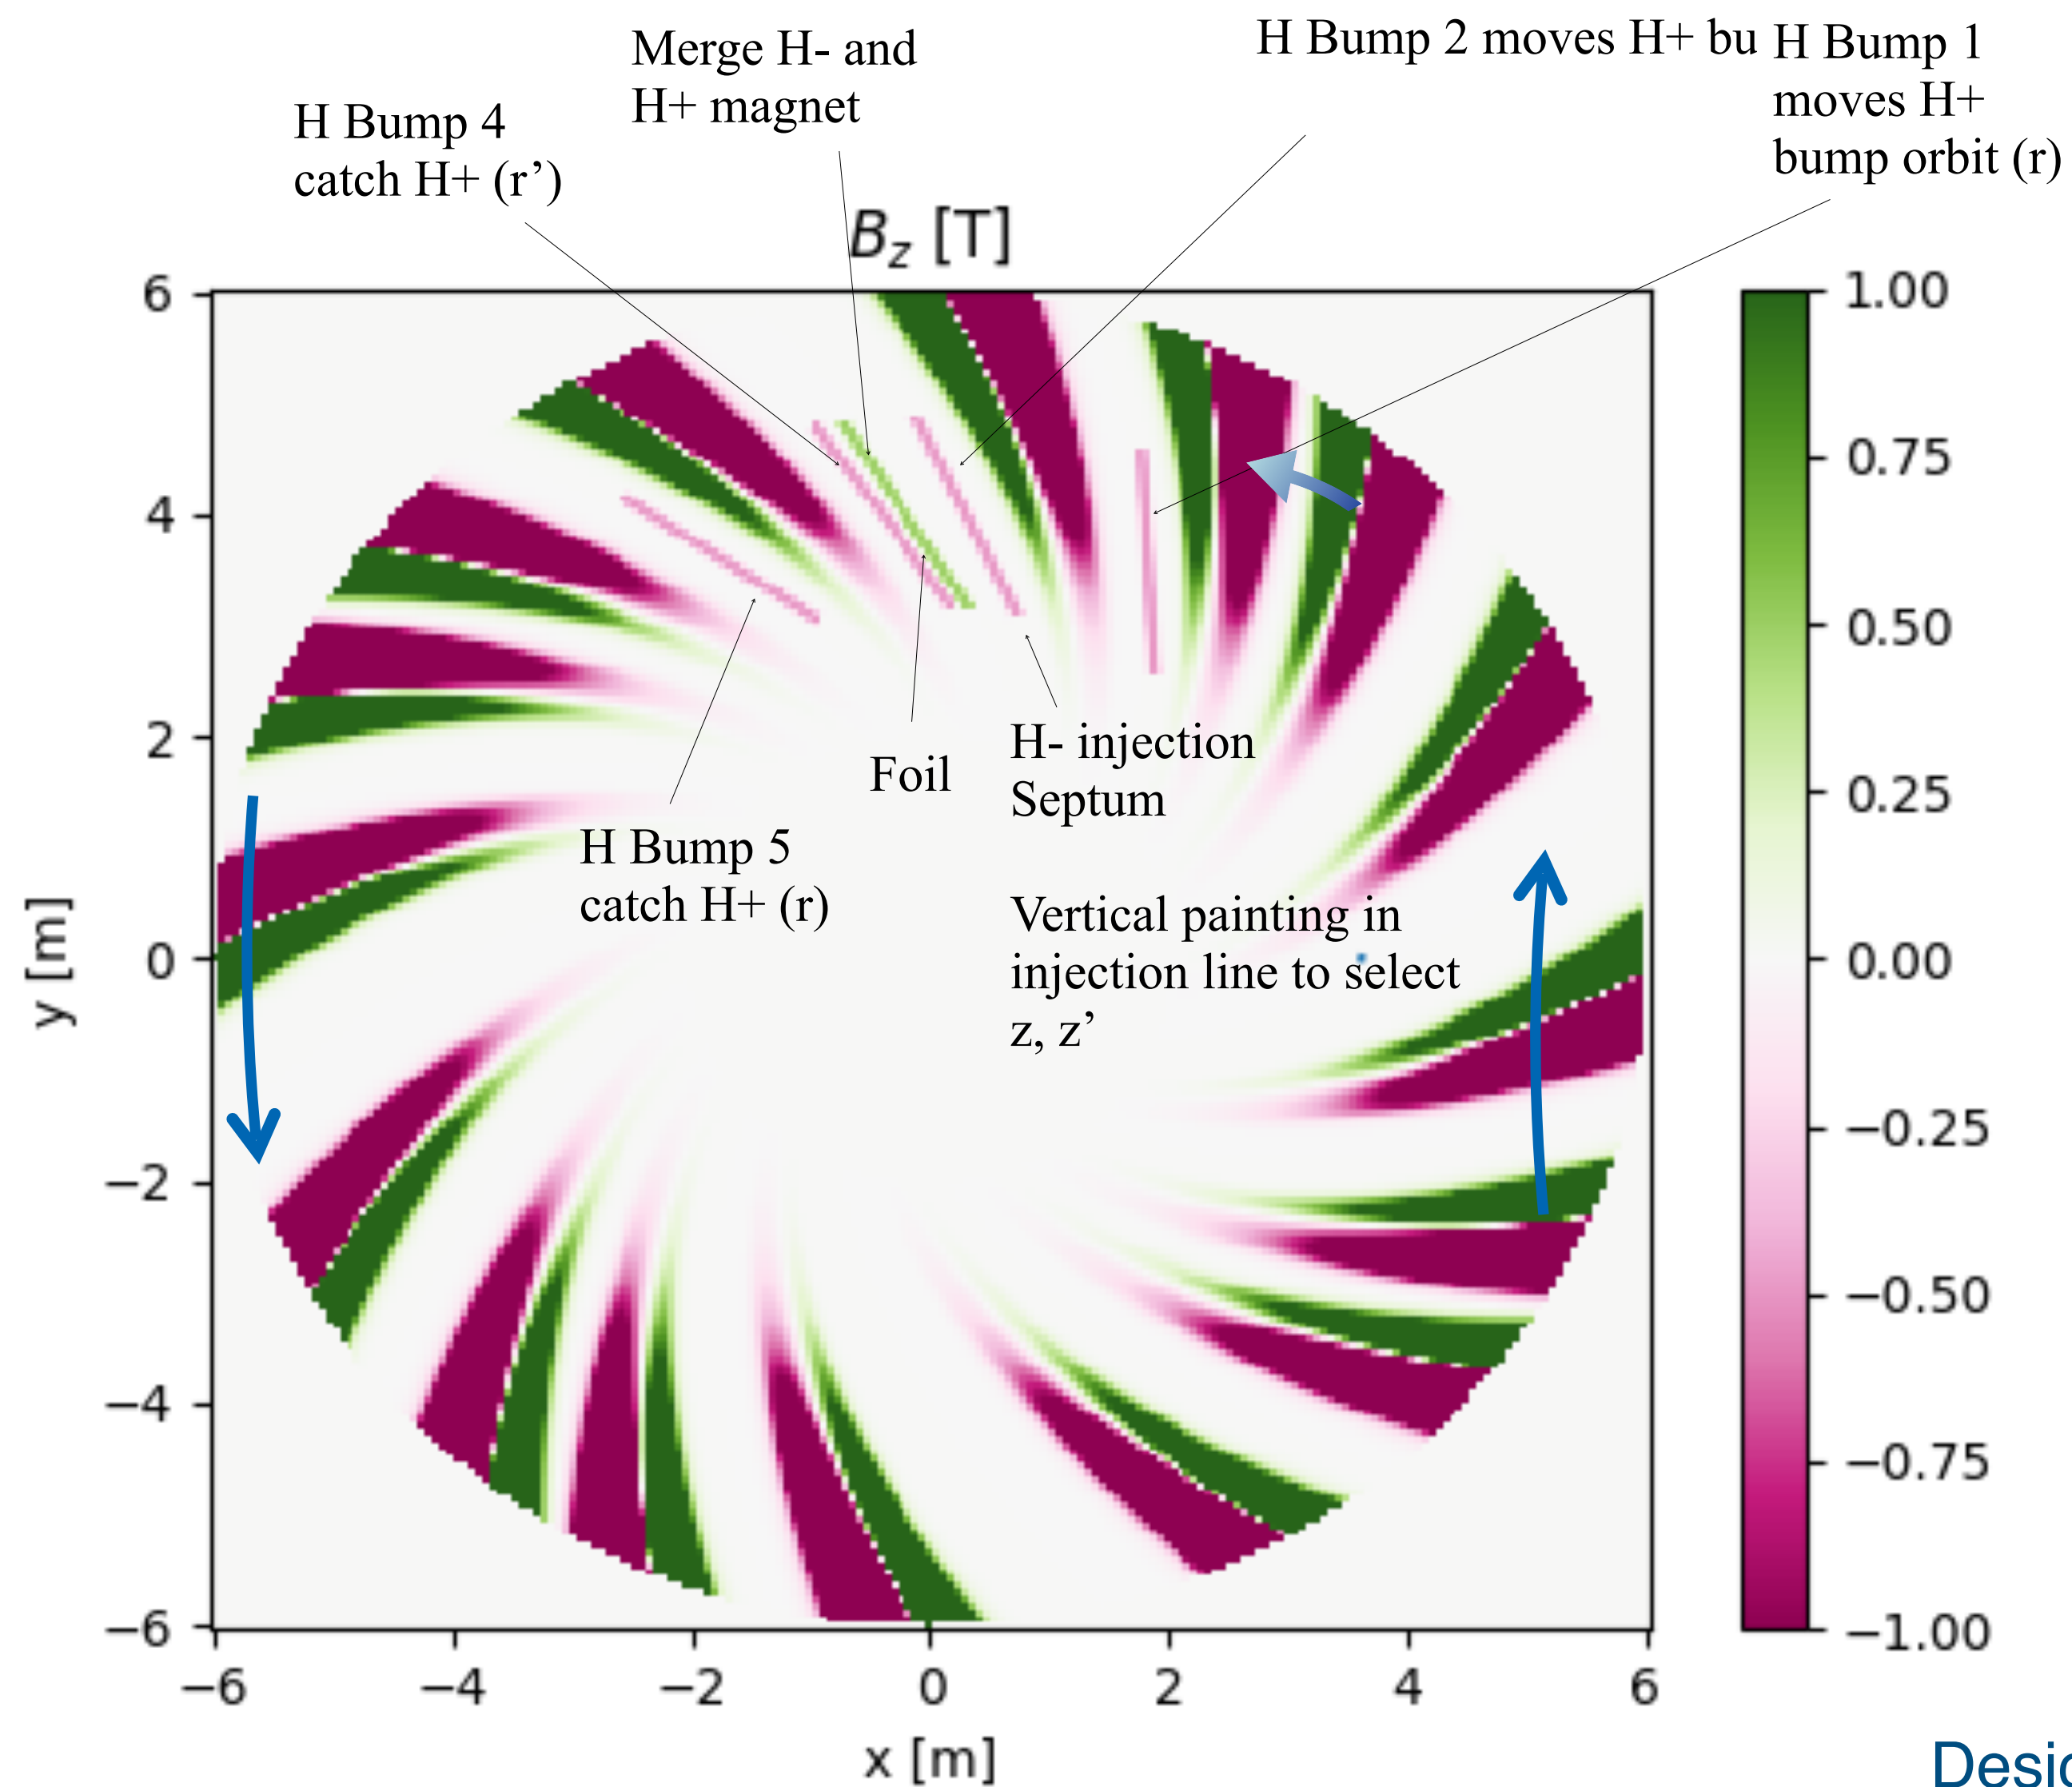 Merge H- and
H+ magnet
H Bump 2 moves H+ bu
H Bump 1
moves H+
bump orbit (r)
H Bump 4
catch H+ (r’)
Bz [T]
6
4
2
0
−2
−4
−6
y [m]
−6
−4
−2
0
2
4
6
x [m]
1.00
0.75
0.50
0.25
0.00
−0.25
−0.50
−0.75
−1.00
Foil
H- injection
Septum
H Bump 5
catch H+ (r)
Vertical painting in
injection line to select
z, z’